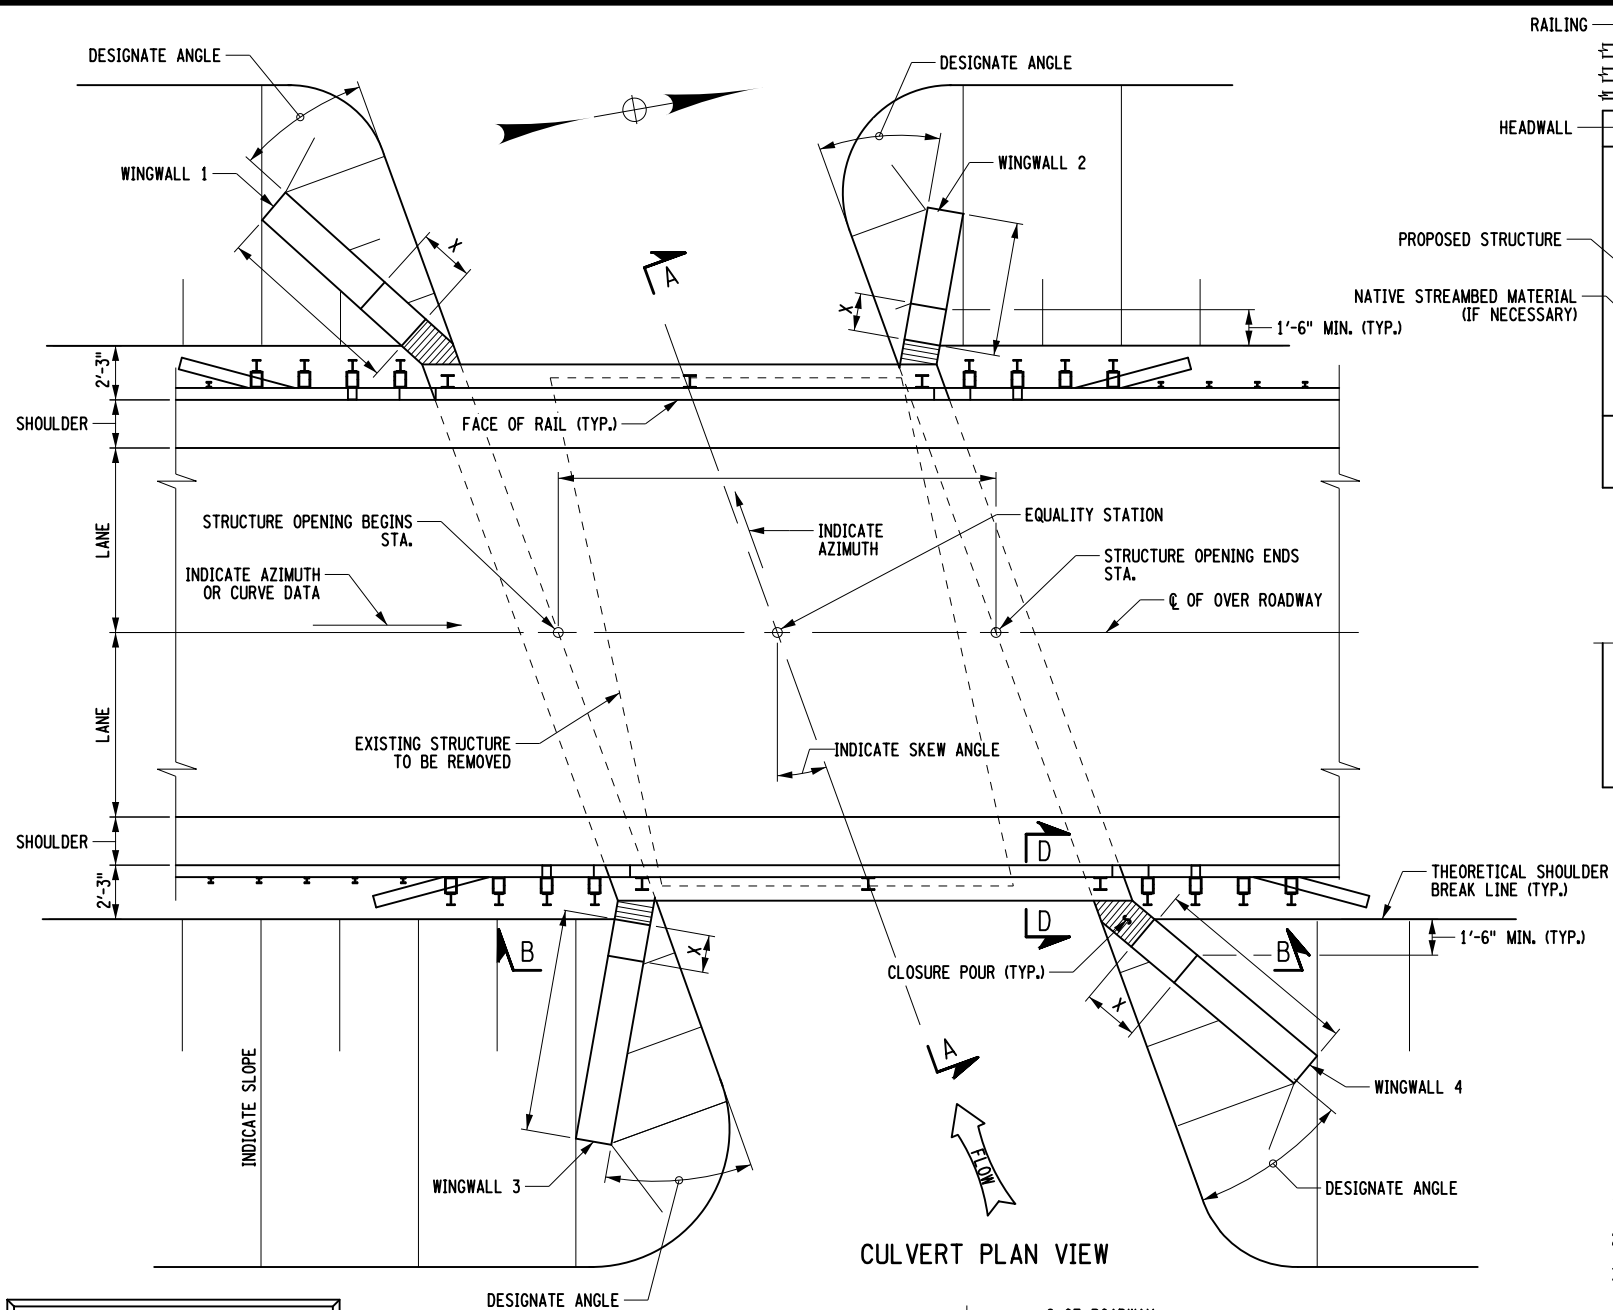 RAILING
DESIGNATE ANGLE
DESIGNATE ANGLE
HEADWALL
WINGWALL 1
WINGWALL 2
PROPOSED STRUCTURE
A
X
X
NATIVE STREAMBED MATERIAL
(IF NECESSARY)
1'-6" MIN. (TYP.)
2'-3"
SHOULDER
FACE OF RAIL (TYP.)
LANE
STRUCTURE OPENING BEGINS
STA.
INDICATE
AZIMUTH
EQUALITY STATION
STRUCTURE OPENING ENDS
STA.
INDICATE AZIMUTH
OR CURVE DATA
℄ OF OVER ROADWAY
LANE
EXISTING STRUCTURE
TO BE REMOVED
INDICATE SKEW ANGLE
SHOULDER
D
2'-3"
THEORETICAL SHOULDER
BREAK LINE (TYP.)
D
B
X
B
1'-6" MIN. (TYP.)
CLOSURE POUR (TYP.)
X
A
INDICATE SLOPE
WINGWALL 4
FLOW
WINGWALL 3
DESIGNATE ANGLE
CULVERT PLAN VIEW
DESIGNATE ANGLE